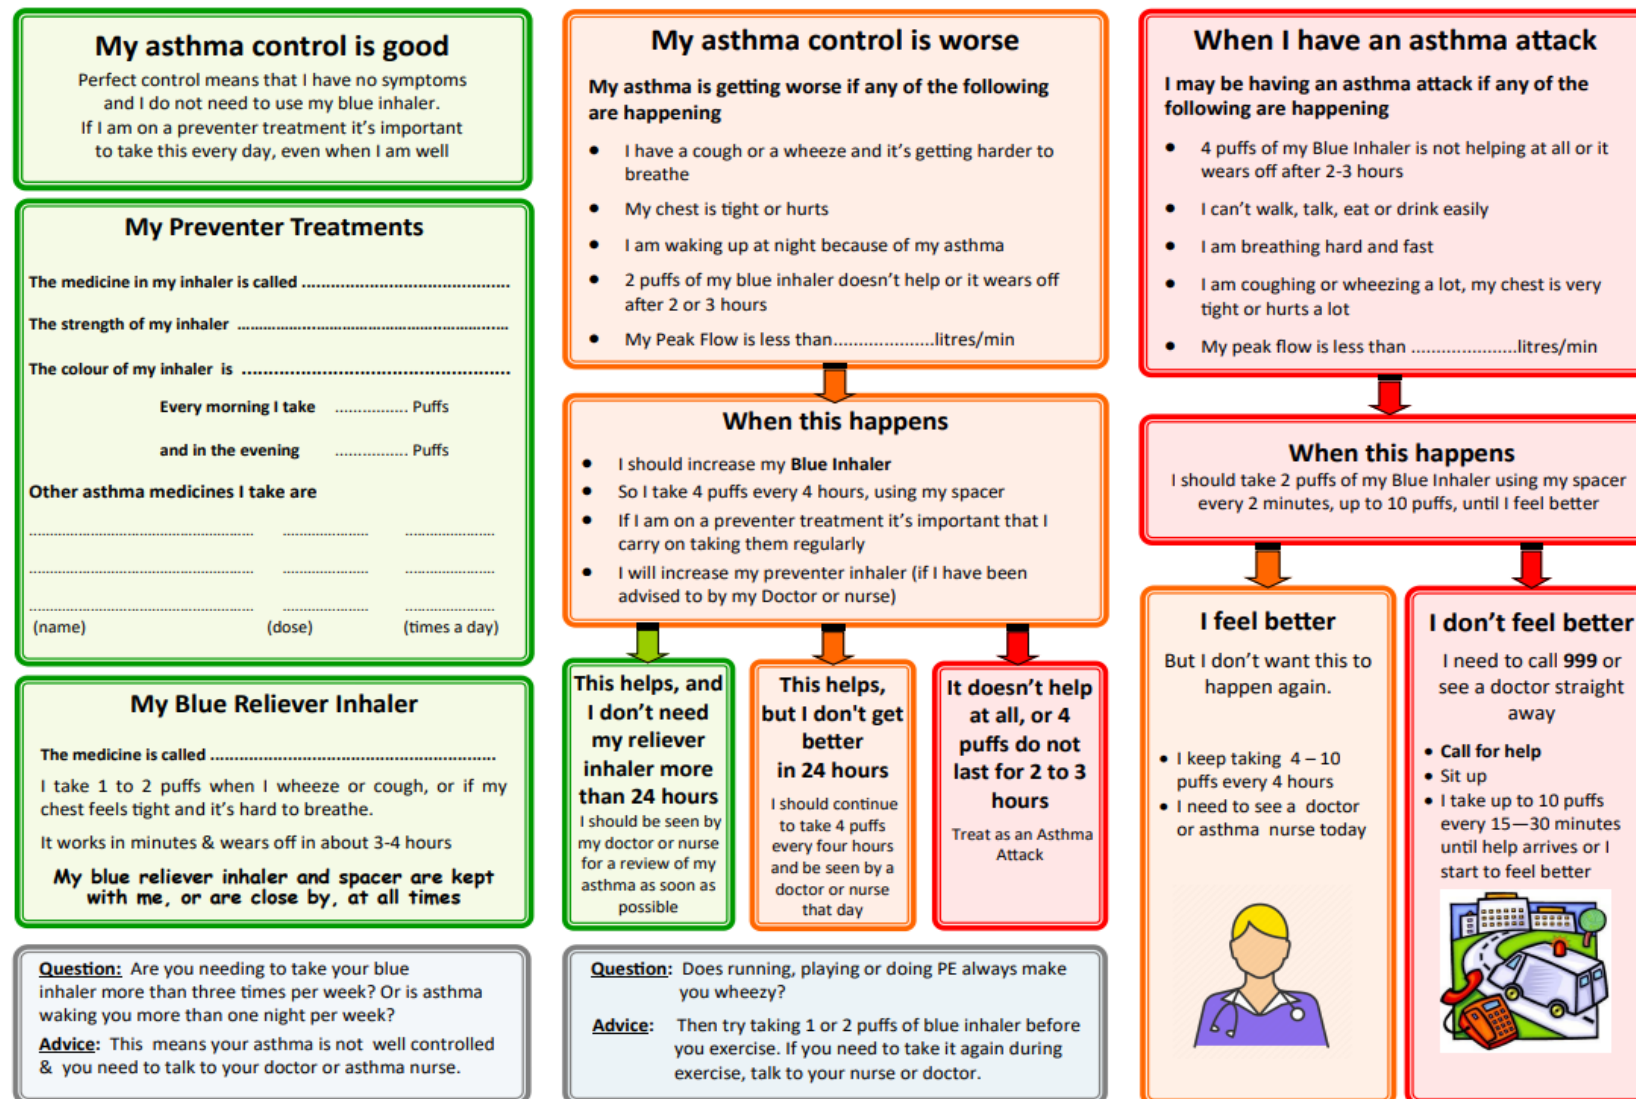 My asthma control is good
Perfect control means that I have no symptoms
and I do not need to use my blue inhaler.
If I am on a preventer treatment it's important
to take this every day, even when I am well
My Preventer Treatments
The medicine in my inhaler is called ............................................
The strength of my inhaler ............................................................
The colour of my inhaler is ..................................................
Every morning I take ................ Puffs
and in the evening ................ Puffs
Other asthma medicines I take are
...................................................... ..................... ......................
...................................................... ..................... ......................
...................................................... ..................... ......................
(name) (dose) (times a day)
My Blue Reliever Inhaler
The medicine is called ............................................................
I take 1 to 2 puffs when I wheeze or cough, or if my
chest feels tight and it's hard to breathe.
It works in minutes & wears off in about 3-4 hours
My blue reliever inhaler and spacer are kept
with me, or are close by, at all times
Question: Are you needing to take your blue
inhaler more than three times per week? Or is asthma
waking you more than one night per week?
Advice: This means your asthma is not well controlled
& you need to talk to your doctor or asthma nurse.
My asthma control is worse
My asthma is getting worse if any of the following
are happening
• I have a cough or a wheeze and it's getting harder to
breathe
• My chest is tight or hurts
• I am waking up at night because of my asthma
• 2 puffs of my blue inhaler doesn't help or it wears off
after 2 or 3 hours
• My Peak Flow is less than....................litres/min
When this happens
• I should increase my Blue Inhaler
• So I take 4 puffs every 4 hours, using my spacer
• If I am on a preventer treatment it's important that I
carry on taking them regularly
• I will increase my preventer inhaler (if I have been
advised to by my Doctor or nurse)
This helps, and
I don't need
my reliever
inhaler more
than 24 hours
I should be seen by
my doctor or nurse
for a review of my
asthma as soon as
possible
This helps,
but I don't get
better
in 24 hours
I should continue
to take 4 puffs
every four hours
and be seen by a
doctor or nurse
that day
It doesn't help
at all, or 4
puffs do not
last for 2 to 3
hours
Treat as an Asthma
Attack
Question: Does running, playing or doing PE always make
you wheezy?
Advice: Then try taking 1 or 2 puffs of blue inhaler before
you exercise. If you need to take it again during
exercise, talk to your nurse or doctor.
When I have an asthma attack
I may be having an asthma attack if any of the
following are happening
• 4 puffs of my Blue Inhaler is not helping at all or it
wears off after 2-3 hours
• I can't walk, talk, eat or drink easily
• I am breathing hard and fast
• I am coughing or wheezing a lot, my chest is very
tight or hurts a lot
• My peak flow is less than .....................litres/min
When this happens
I should take 2 puffs of my Blue Inhaler using my spacer
every 2 minutes, up to 10 puffs, until I feel better
I feel better
But I don't want this to
happen again.
• I keep taking 4 – 10
puffs every 4 hours
• I need to see a doctor
or asthma nurse today
I don't feel better
I need to call 999 or
see a doctor straight
away
• Call for help
• Sit up
• I take up to 10 puffs
every 15—30 minutes
until help arrives or I
start to feel better